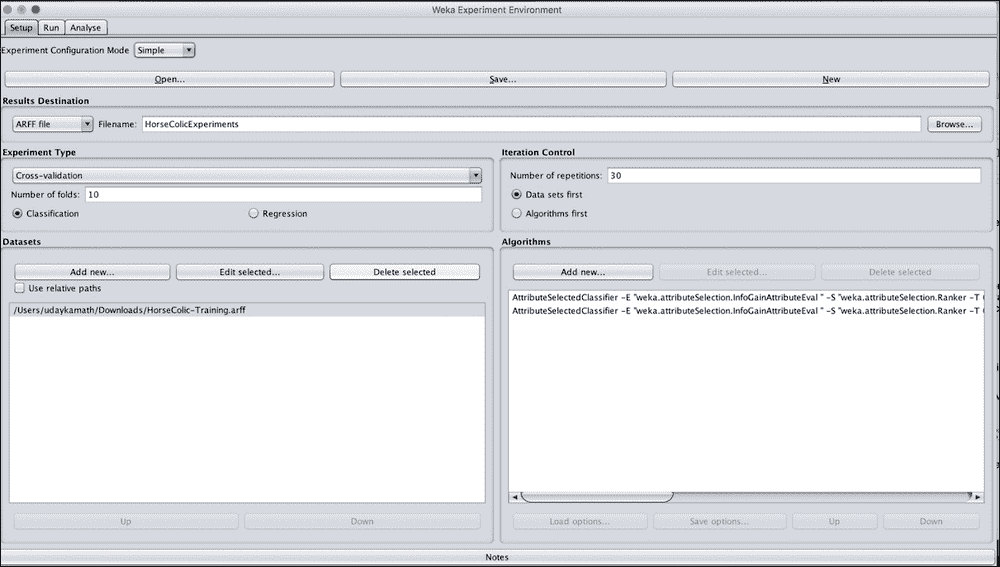 Weka Experiment Environment
Setup Run Analyse
Experiment Configuration Mode Simple
Open... Save... New
Results Destination
ARFF file Filename: HorseColicExperiments Browse...
Experiment Type
Cross-validation
Number of folds: 10
Classification Regression
Iteration Control
Number of repetitions: 30
Data sets first
Algorithms first
Datasets
Add new... Edit selected... Delete selected
Use relative paths
/Users/udaykamath/Downloads/HorseColic-Training.arff
Up Down
Algorithms
Add new... Edit selected... Delete selected
AttributeSelectedClassifier -E "weka.attributeSelection.InfoGainAttributeEval " -S "weka.attributeSelection.Ranker -T
AttributeSelectedClassifier -E "weka.attributeSelection.InfoGainAttributeEval " -S "weka.attributeSelection.Ranker -T
Load options... Save options... Up Down
Notes